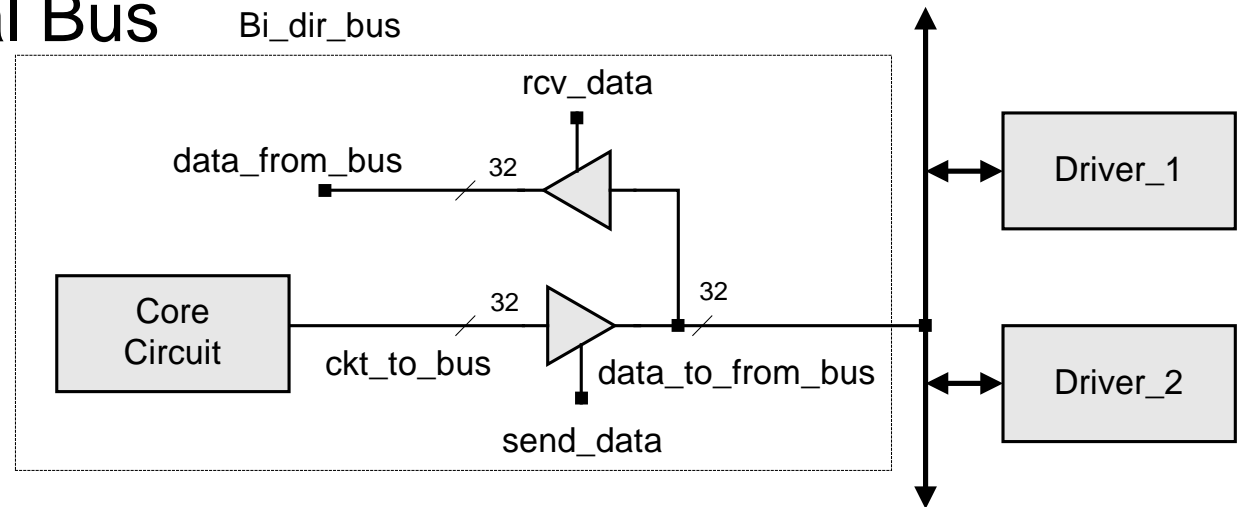 al Bus
Bi_dir_bus
rcv_data
data_from_bus
32
Driver_1
Core
Circuit
32
32
ckt_to_bus
data_to_from_bus
Driver_2
send_data